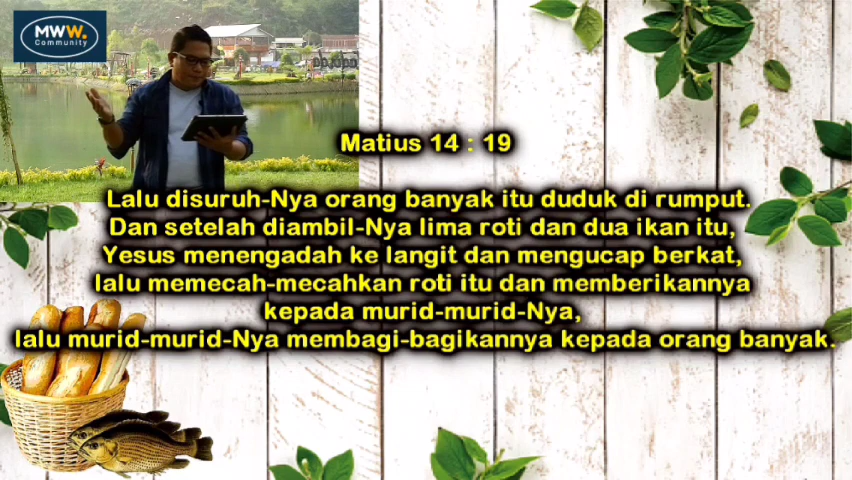 MWW.
Community
Matius 14 : 19
Lalu disuruh-Nya orang banyak itu duduk di rumput.
Dan setelah diambil-Nya lima roti dan dua ikan itu,
Yesus menengadah ke langit dan mengucap berkat,
lalu memecah-mecahkan roti itu dan memberikannya
kepada murid-murid-Nya,
lalu murid-murid-Nya membagi-bagikannya kepada orang banyak.